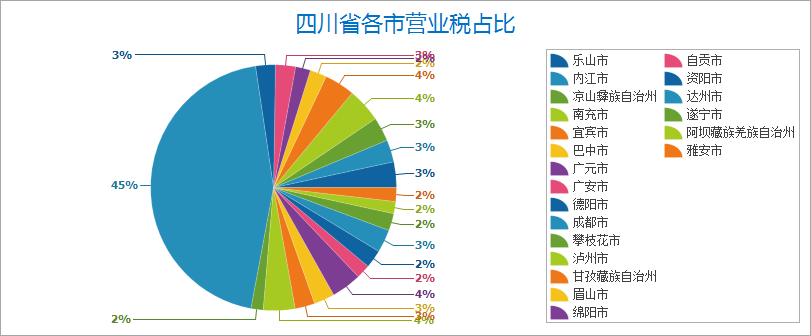 四川省各市营业税占比
3%
45%
2%
3%
2%
2%
4%
4%
3%
3%
3%
2%
2%
2%
3%
2%
2%
4%
3%
3%
4%
乐山市
内江市
凉山彝族自治州
南充市
宜宾市
巴中市
广元市
广安市
德阳市
成都市
攀枝花市
泸州市
甘孜藏族自治州
眉山市
绵阳市
自贡市
资阳市
达州市
遂宁市
阿坝藏族羌族自治州
雅安市